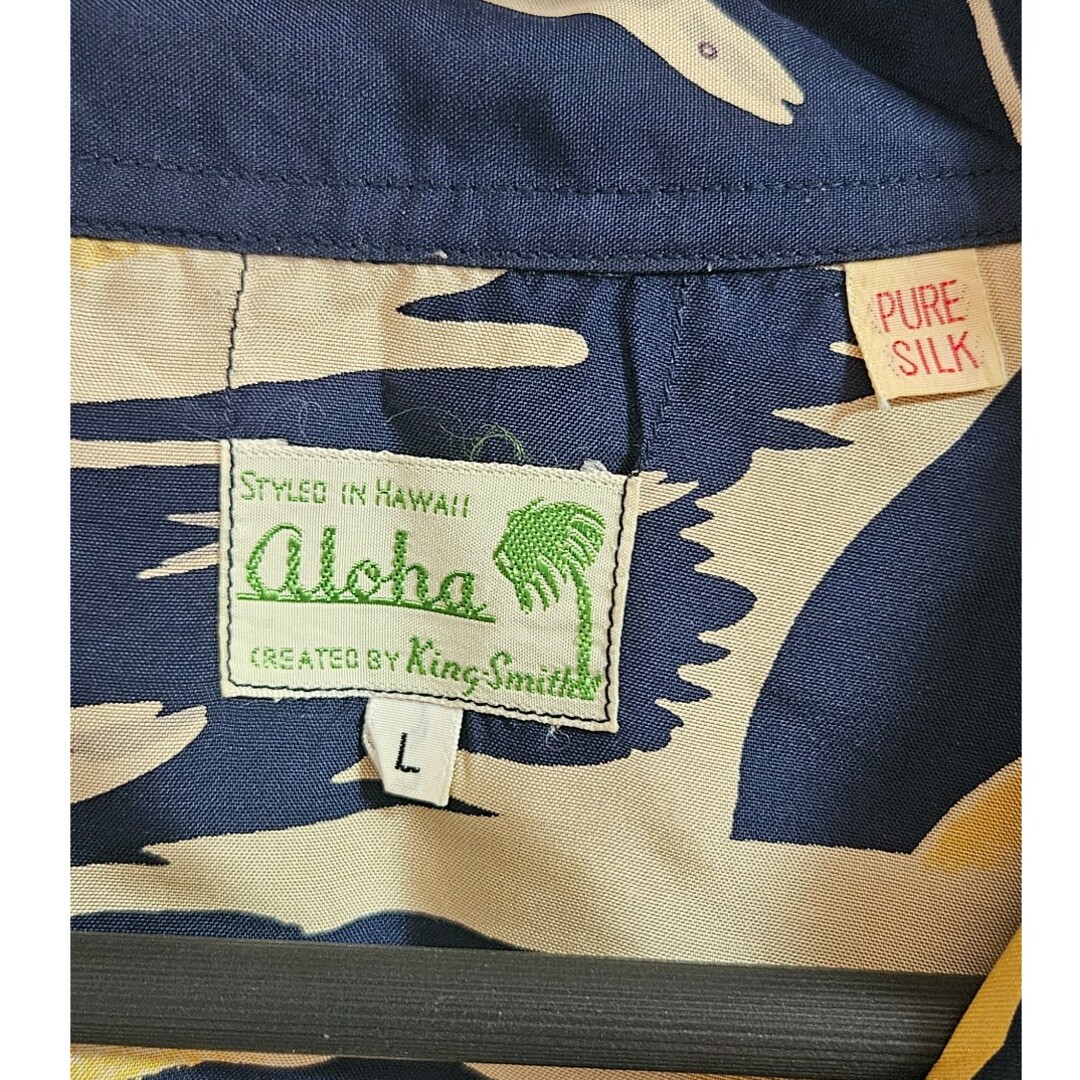 PURE
SILK
STYLED IN HAWAII
Aloha
CREATED BY King-Smith
L